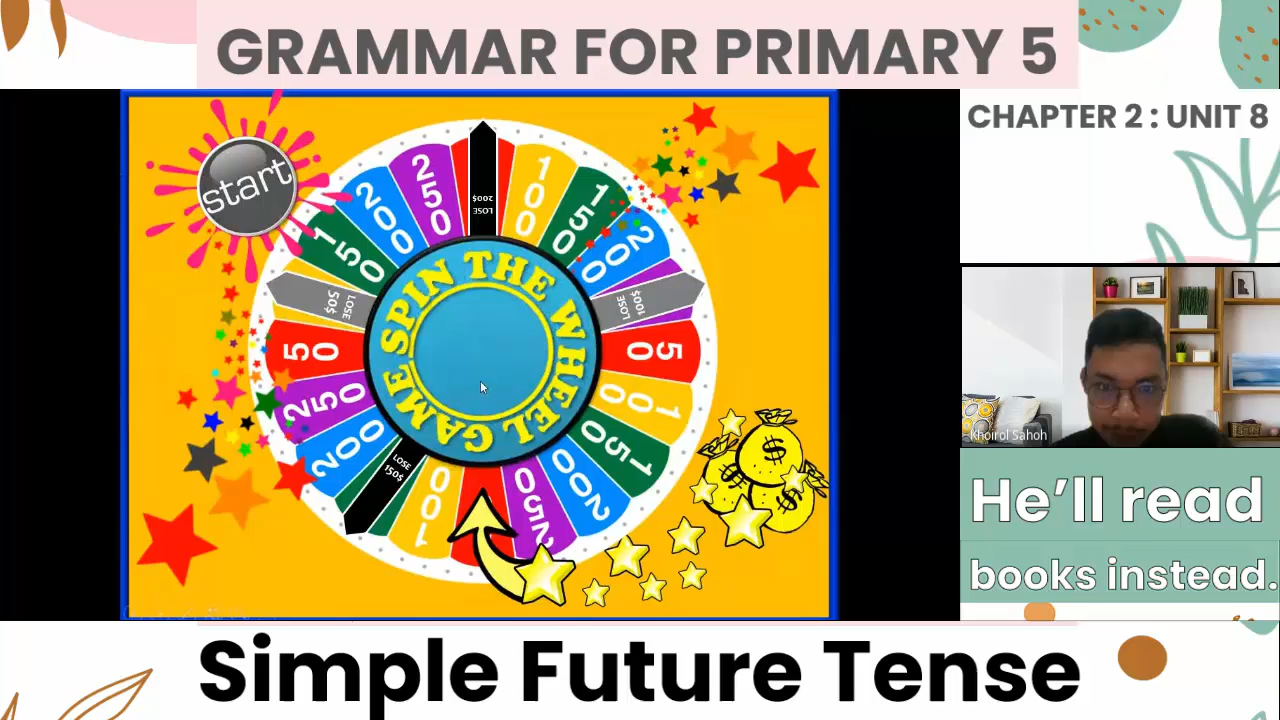 GRAMMAR FOR PRIMARY 5
CHAPTER 2 : UNIT 8
start
SPIN THE WHEEL GAME
LOSE 200$
100
150
200
LOSE 100$
50
100
150
200
250
100
LOSE 150$
200
250
50
LOSE 50$
150
200
250
Khoirol Sahoh
He'll read
books instead.
Simple Future Tense